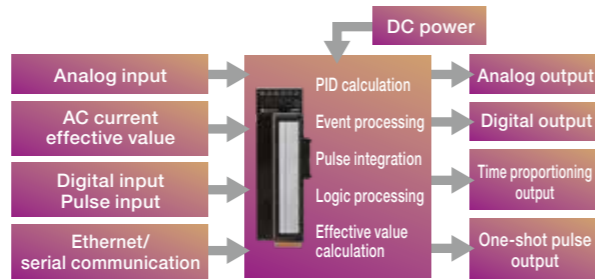 DC power
Analog input
AC current
effective value
Digital input
Pulse input
Ethernet/
serial communication
PID calculation
Event processing
Pulse integration
Logic processing
Effective value
calculation
Analog output
Digital output
Time proportioning
output
One-shot pulse
output